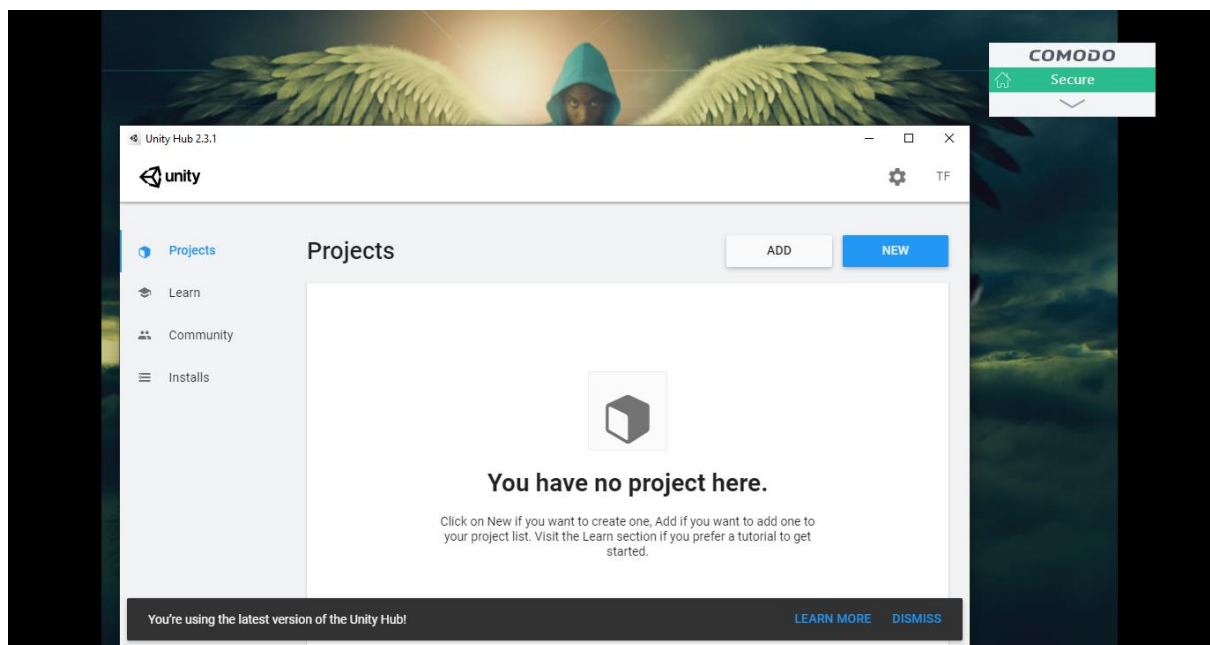 COMODO
Secure
Unity Hub 2.3.1
unity
TF
Projects
Learn
Community
Installs
Projects
ADD
NEW
You have no project here.
Click on New if you want to create one, Add if you want to add one to
your project list. Visit the Learn section if you prefer a tutorial to get
started.
You're using the latest version of the Unity Hub!
LEARN MORE
DISMISS